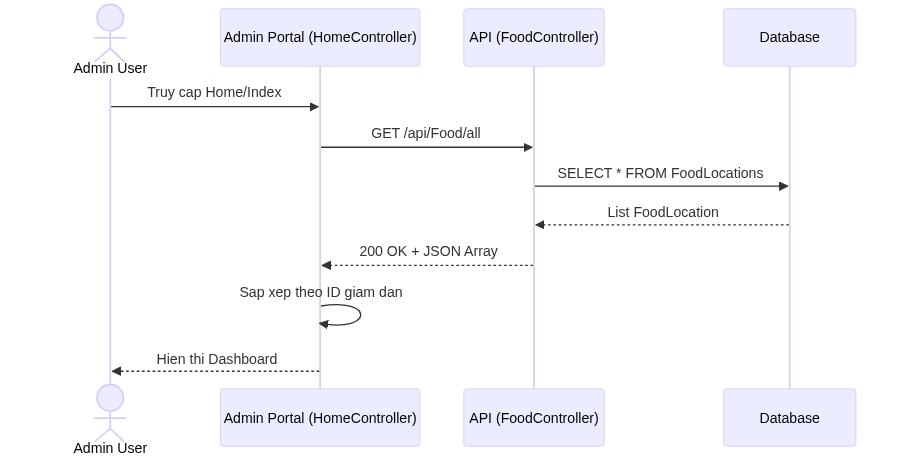 Admin User
Admin Portal (HomeController)
API (FoodController)
Database
Truy cap Home/Index
GET /api/Food/all
SELECT * FROM FoodLocations
List FoodLocation
200 OK + JSON Array
Sap xep theo ID giam dan
Hien thi Dashboard
Admin User
Admin Portal (HomeController)
API (FoodController)
Database